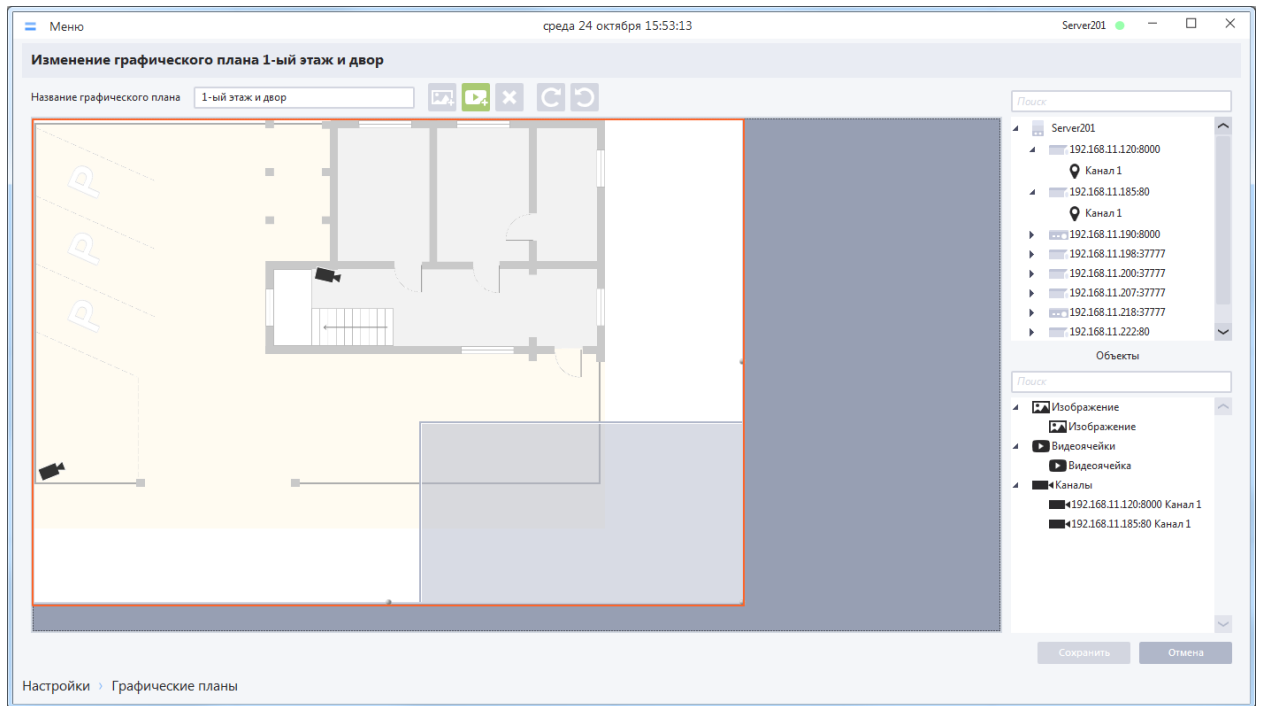 Меню
среда 24 октября 15:53:13
Server201
Изменение графического плана 1-ый этаж и двор
Название графического плана
1-ый этаж и двор
P
P
P
Поиск
Server201
192.168.11.120:8000
Канал 1
192.168.11.185:80
Канал 1
192.168.11.190:8000
192.168.11.198:37777
192.168.11.200:37777
192.168.11.207:37777
192.168.11.218:37777
192.168.11.222:80
Объекты
Поиск
Изображение
Изображение
Видеоячейки
Видеоячейка
Каналы
192.168.11.120:8000 Канал 1
192.168.11.185:80 Канал 1
Сохранить
Отмена
Настройки › Графические планы